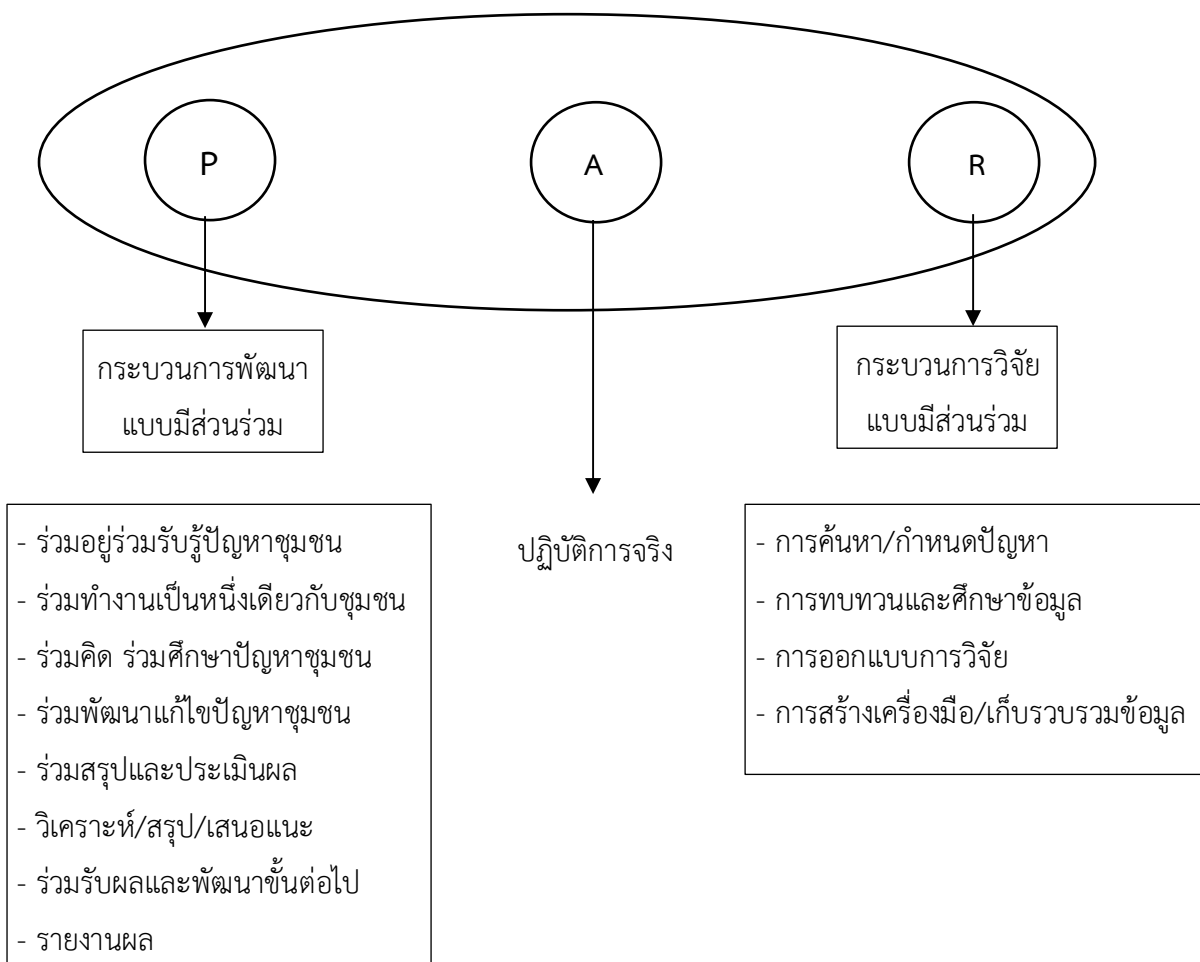 P
A
R
กระบวนการพัฒนา
แบบมีส่วนร่วม
กระบวนการวิจัย
แบบมีส่วนร่วม
- ร่วมอยู่ร่วมรับรู้ปัญหาชุมชน
- ร่วมทำงานเป็นหนึ่งเดียวกับชุมชน
- ร่วมคิด ร่วมศึกษาปัญหาชุมชน
- ร่วมพัฒนาแก้ไขปัญหาชุมชน
- ร่วมสรุปและประเมินผล
- วิเคราะห์/สรุป/เสนอแนะ
- ร่วมรับผลและพัฒนาขั้นต่อไป
- รายงานผล
ปฏิบัติการจริง
- การค้นหา/กำหนดปัญหา
- การทบทวนและศึกษาข้อมูล
- การออกแบบการวิจัย
- การสร้างเครื่องมือ/เก็บรวบรวมข้อมูล